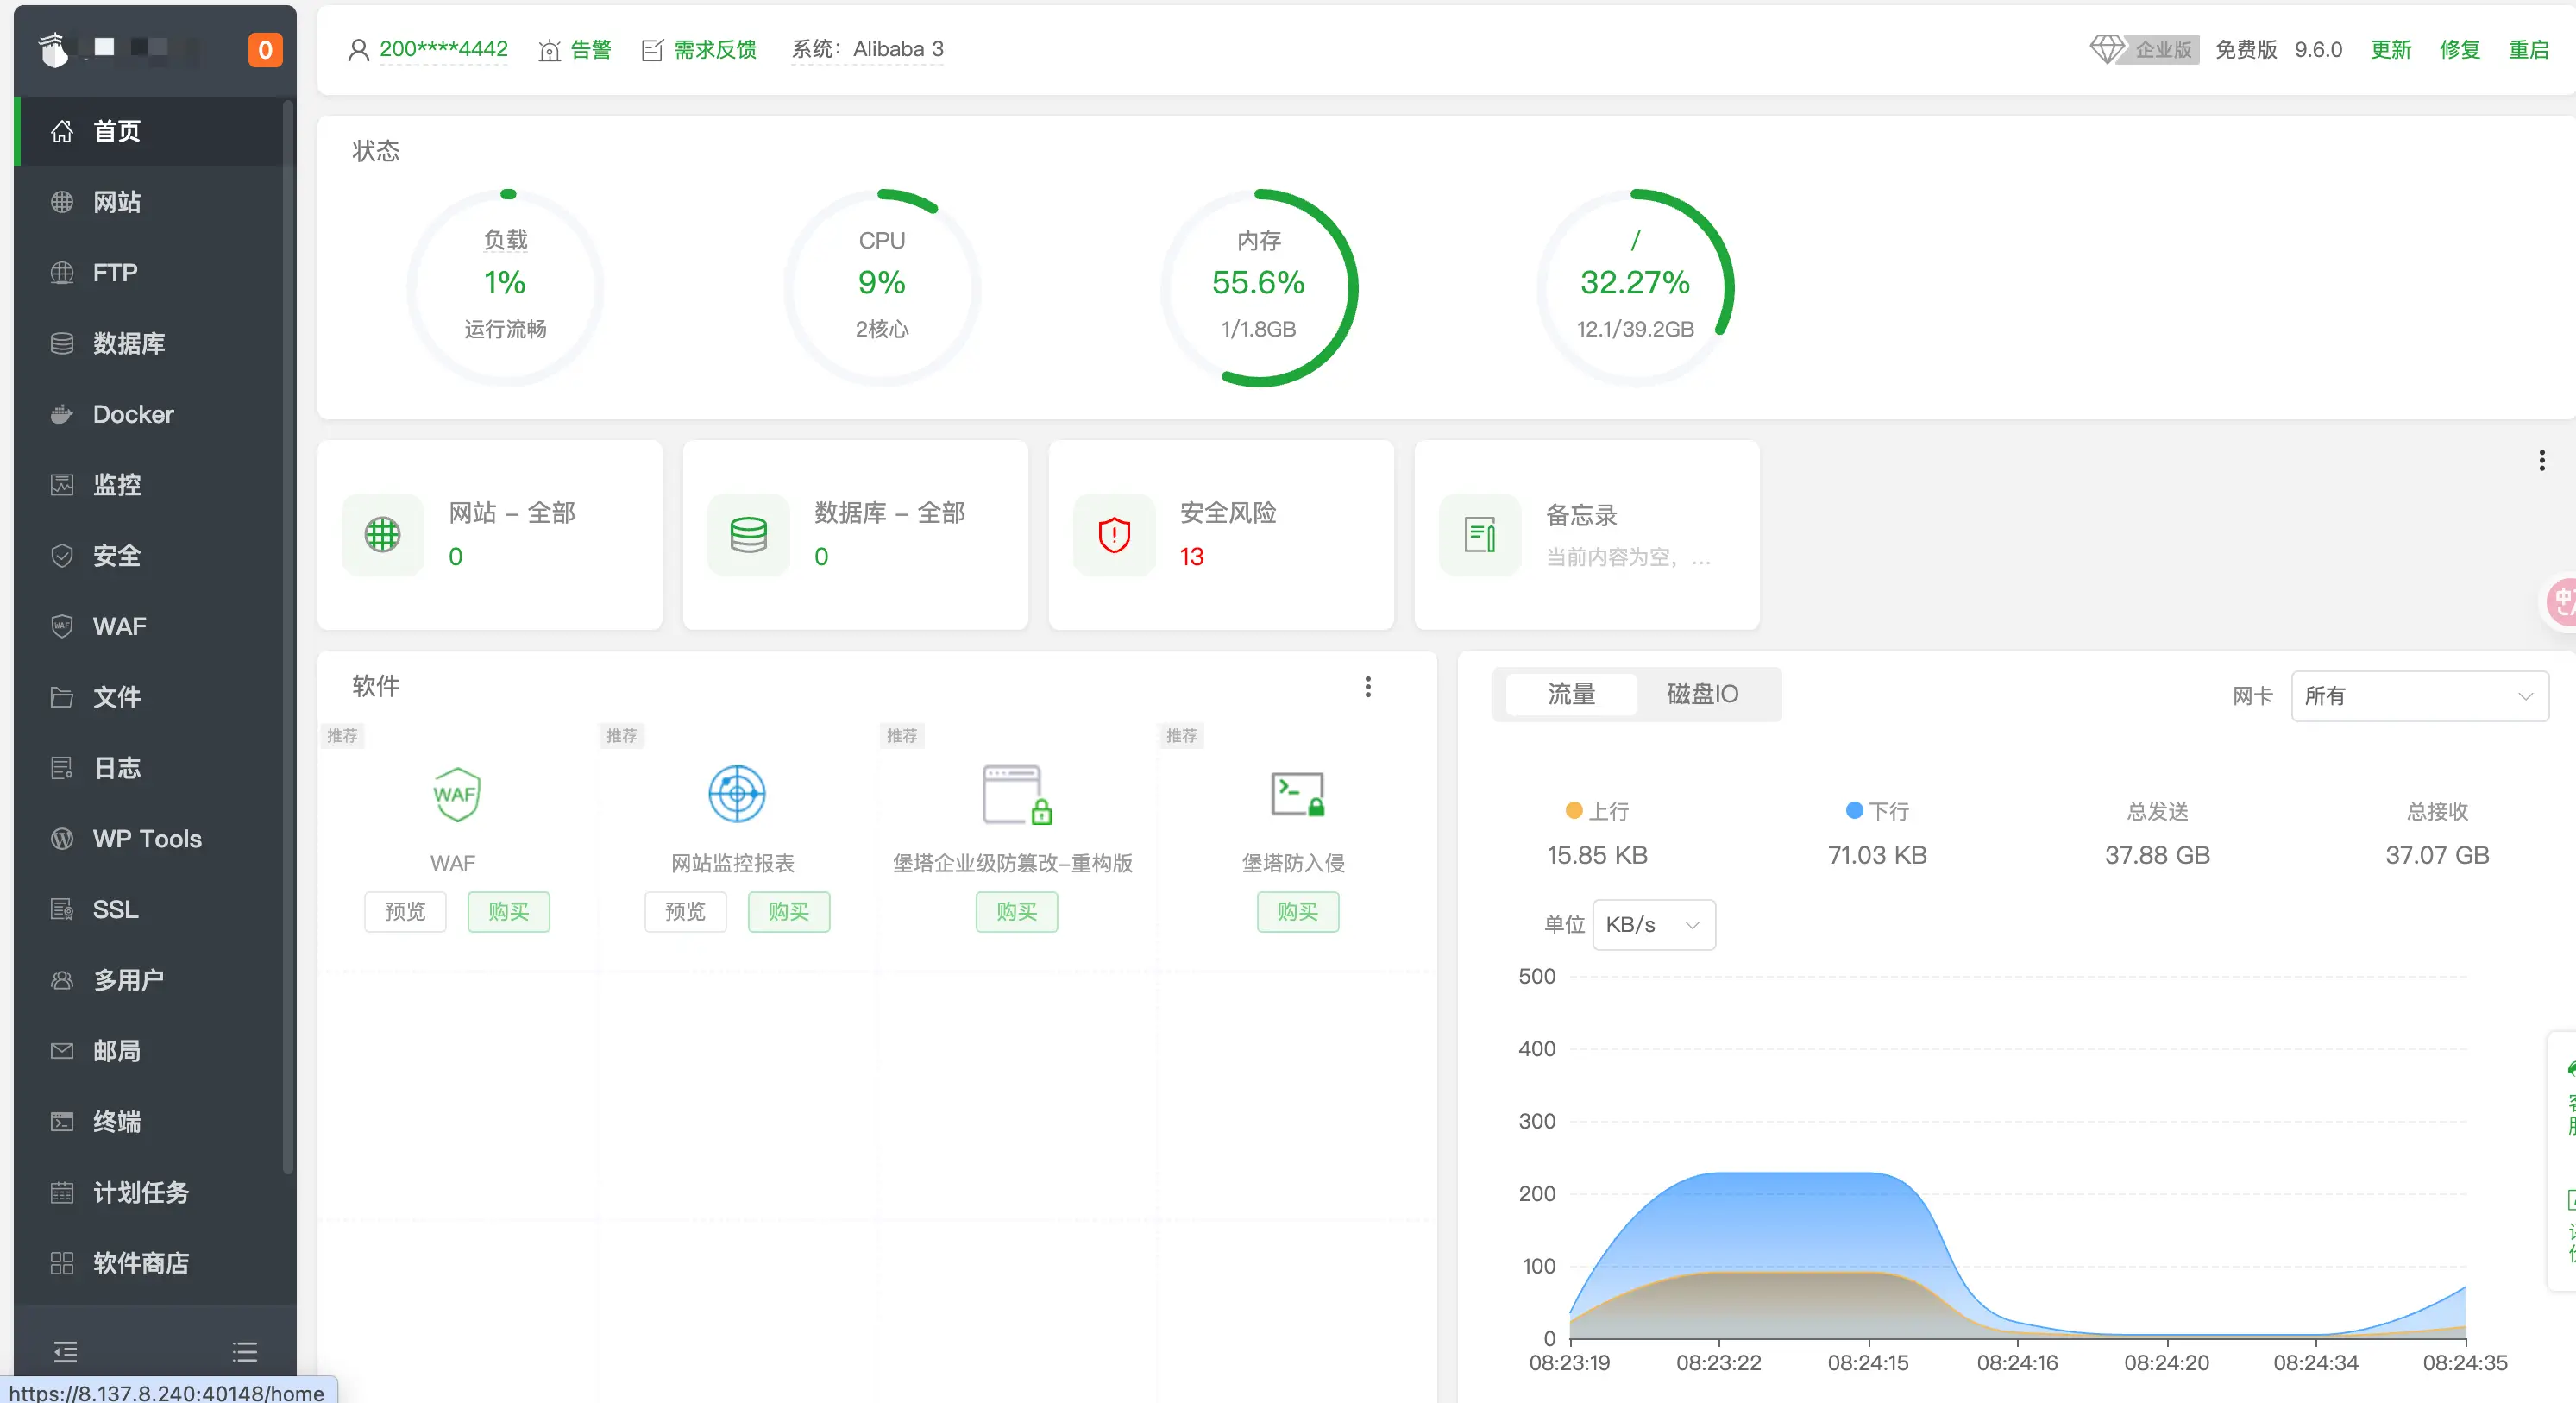 0
200****4442 告警 需求反馈 系统：Alibaba 3
企业版 免费版 9.6.0 更新 修复 重启
首页
网站
FTP
数据库
Docker
监控
安全
WAF
文件
日志
WP Tools
SSL
多用户
邮局
终端
计划任务
软件商店
https://8.137.8.240:40148/home
状态
负载
1%
运行流畅
CPU
9%
2核心
内存
55.6%
1/1.8GB
/
32.27%
12.1/39.2GB
网站 – 全部
0
数据库 – 全部
0
安全风险
13
备忘录
当前内容为空，...
软件
推荐
WAF
WAF
预览 购买
推荐
网站监控报表
预览 购买
推荐
堡塔企业级防篡改-重构版
购买
推荐
堡塔防入侵
购买
流量 磁盘IO
网卡 所有
上行 下行 总发送 总接收
15.85 KB 71.03 KB 37.88 GB 37.07 GB
单位 KB/s
500
400
300
200
100
0
08:23:19 08:23:22 08:24:15 08:24:16 08:24:20 08:24:34 08:24:35